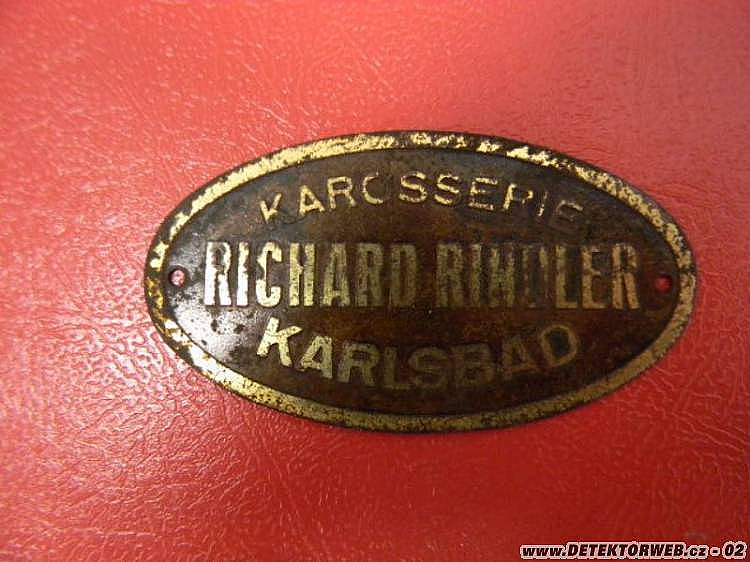 KAROSSERIE
RICHARD RINDLER
KARLSBAD
www.DETEKTORWEB.cz - 02